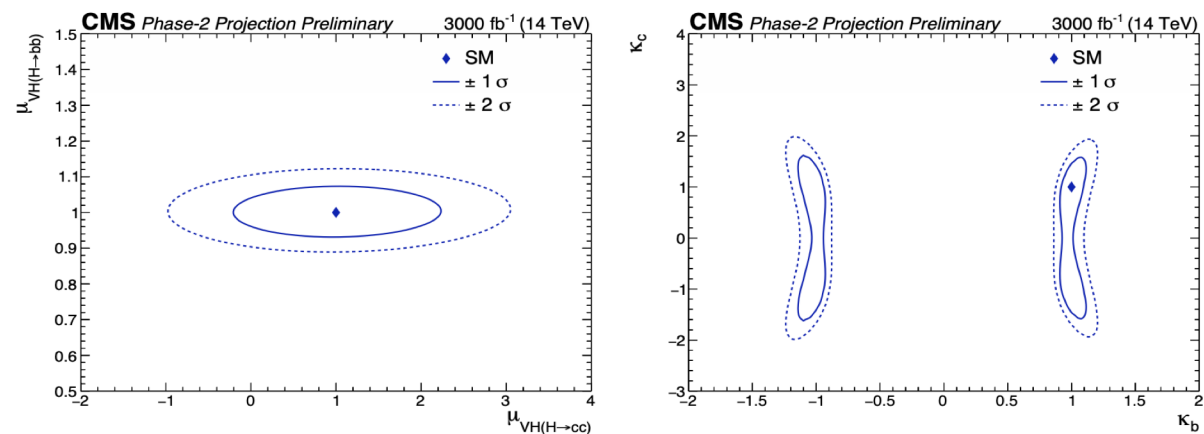 CMS Phase-2 Projection Preliminary 3000 fb⁻¹ (14 TeV)
μ_VH(H→bb)
SM
± 1 σ
± 2 σ
1.5
1.4
1.3
1.2
1.1
1
0.9
0.8
0.7
0.6
0.5
−2 −1 0 1 2 3 4
μ_VH(H→cc)
CMS Phase-2 Projection Preliminary 3000 fb⁻¹ (14 TeV)
κ_c
SM
± 1 σ
± 2 σ
4
3
2
1
0
−1
−2
−3
−2 −1.5 −1 −0.5 0 0.5 1 1.5 2
κ_b